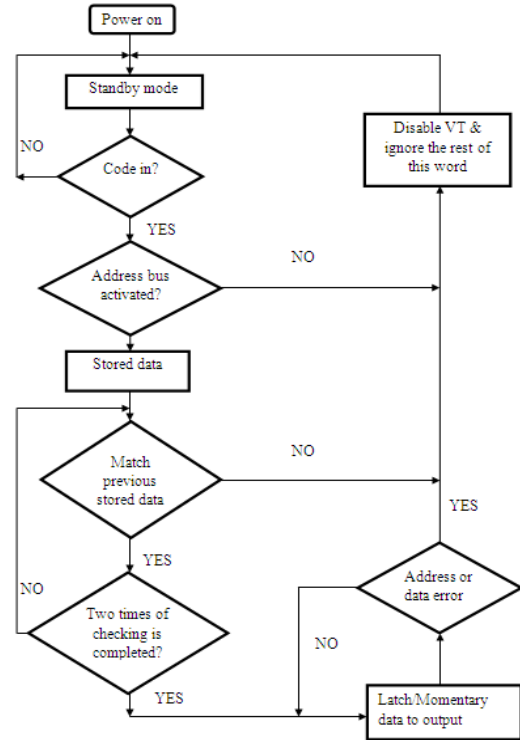 Power on
Standby mode
Disable VT &
ignore the rest of
this word
NO
Code in?
YES
NO
Address bus
activated?
Stored data
NO
Match
previous
stored data
YES
YES
NO
Address or
data error
Two times of
checking is
completed?
NO
YES
Latch/Momentary
data to output